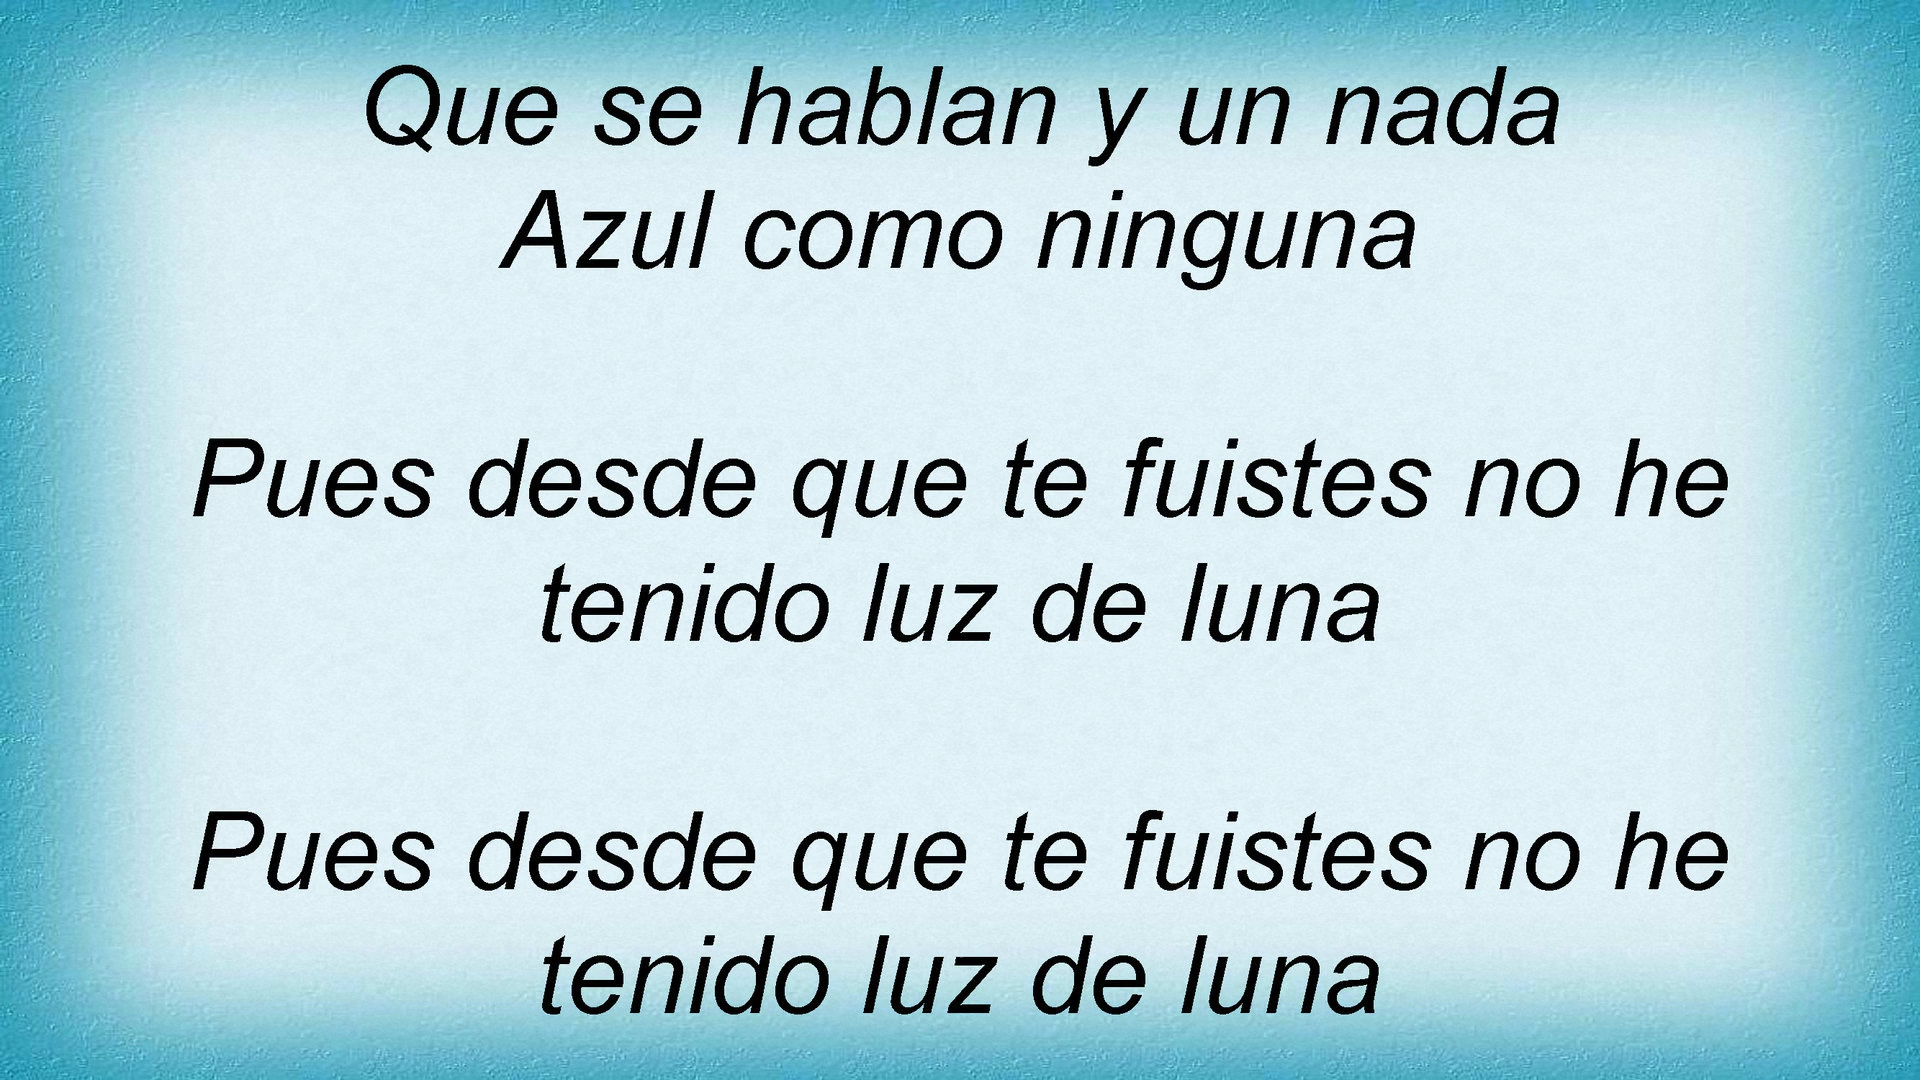 Que se hablan y un nada
Azul como ninguna
Pues desde que te fuistes no he
tenido luz de luna
Pues desde que te fuistes no he
tenido luz de luna